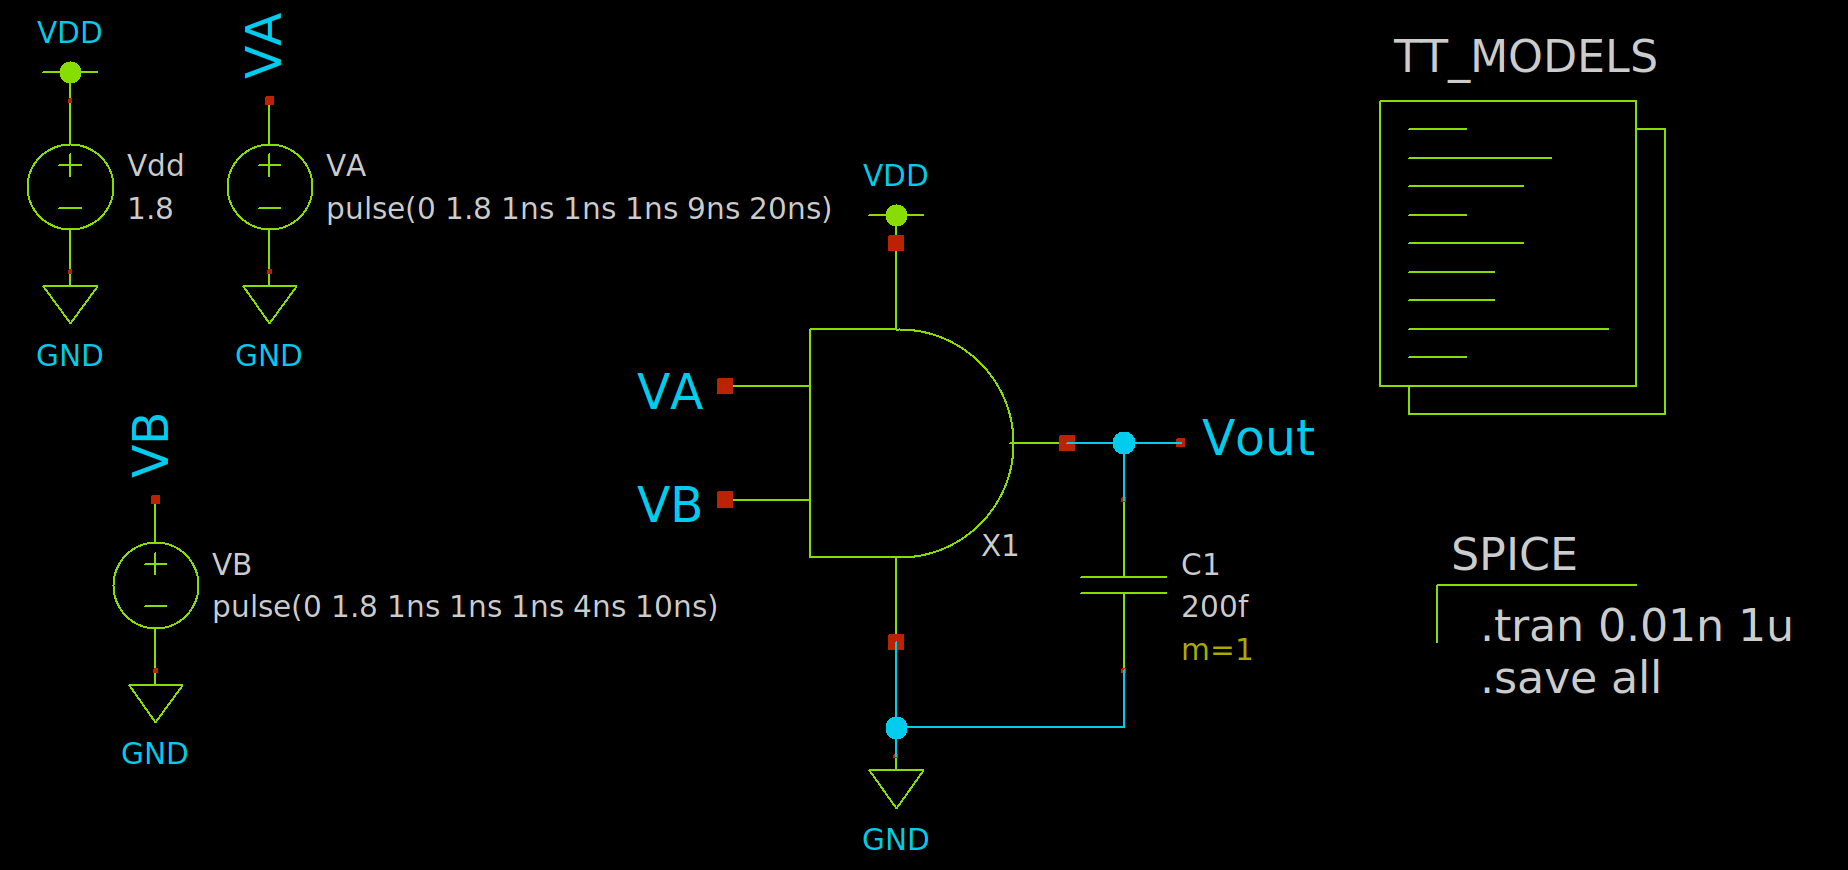 VDD
VA
Vdd
1.8
VA
pulse(0 1.8 1ns 1ns 1ns 9ns 20ns)
GND
GND
VB
VB
pulse(0 1.8 1ns 1ns 1ns 4ns 10ns)
GND
VDD
VA
VB
X1
Vout
C1
200f
m=1
GND
TT_MODELS
SPICE
.tran 0.01n 1u
.save all